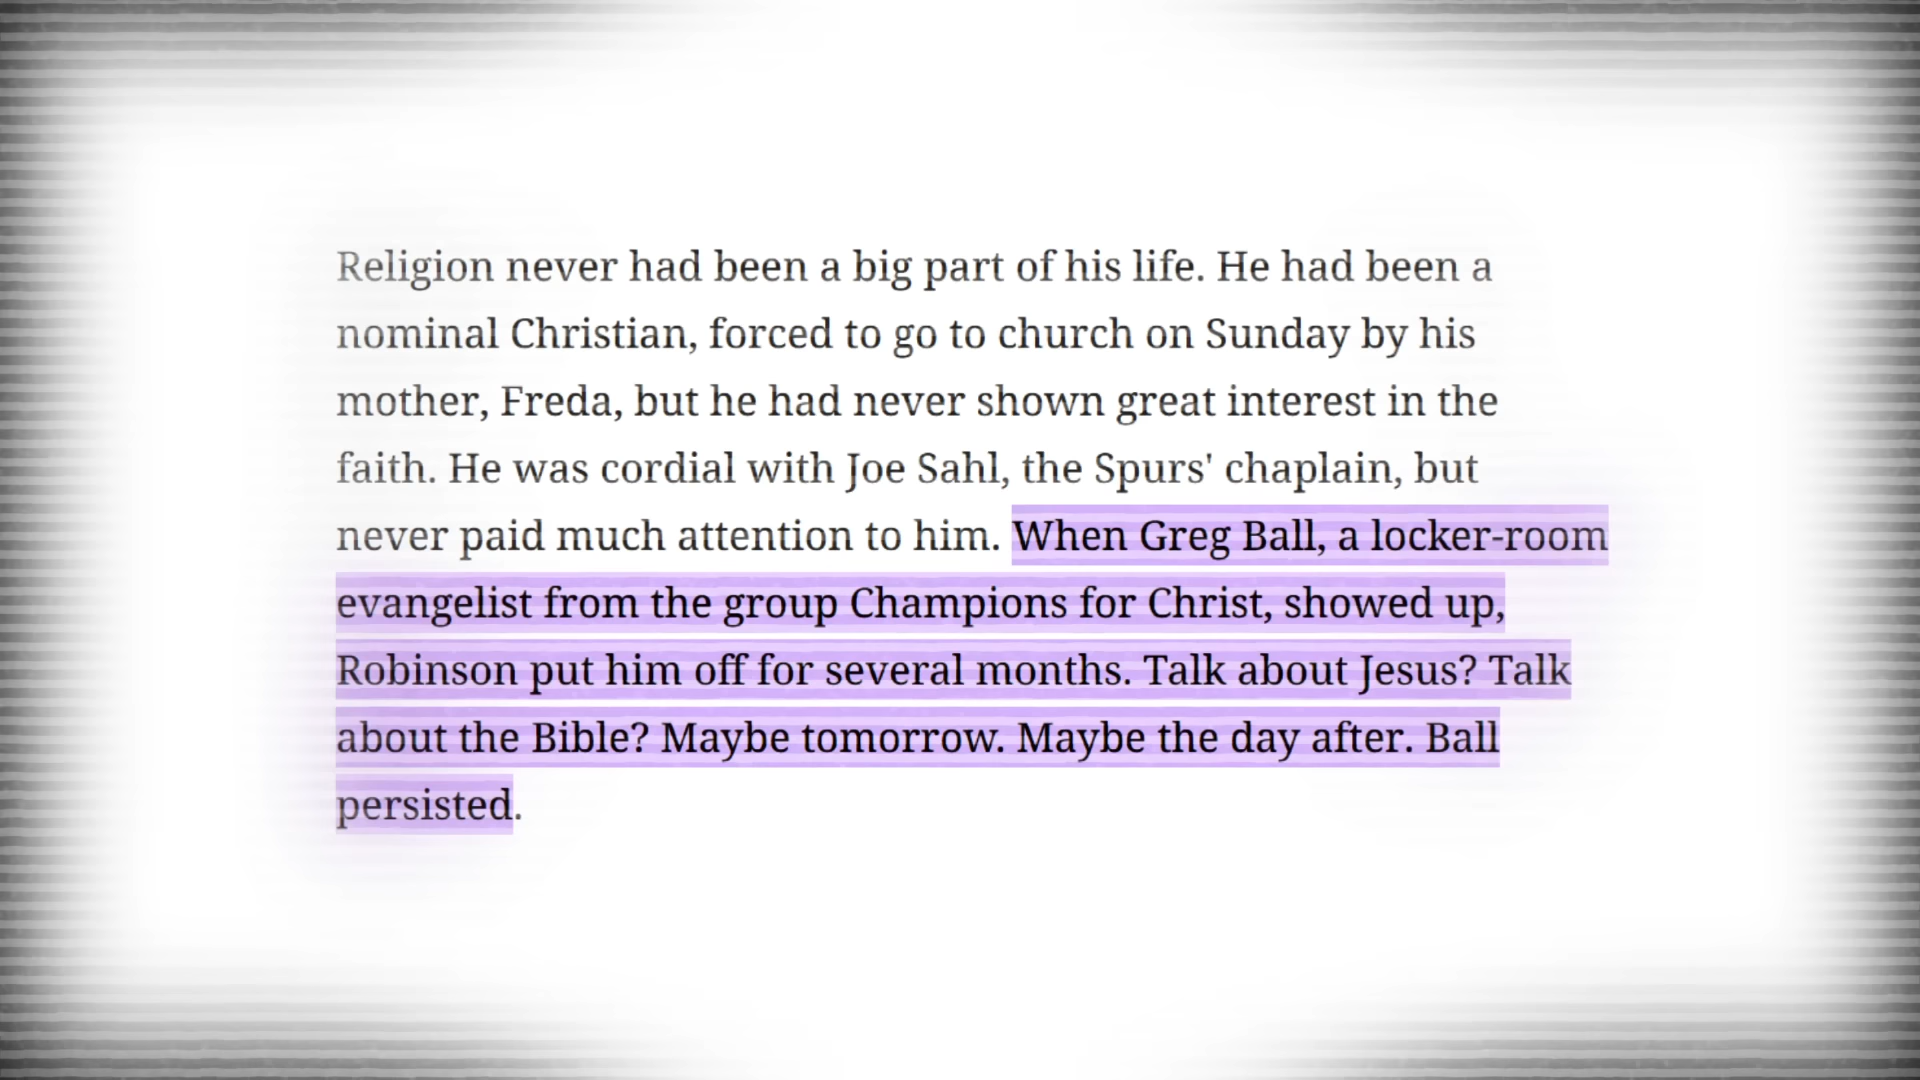 Religion never had been a big part of his life. He had been a
nominal Christian, forced to go to church on Sunday by his
mother, Freda, but he had never shown great interest in the
faith. He was cordial with Joe Sahl, the Spurs' chaplain, but
never paid much attention to him. When Greg Ball, a locker-room
evangelist from the group Champions for Christ, showed up,
Robinson put him off for several months. Talk about Jesus? Talk
about the Bible? Maybe tomorrow. Maybe the day after. Ball
persisted.